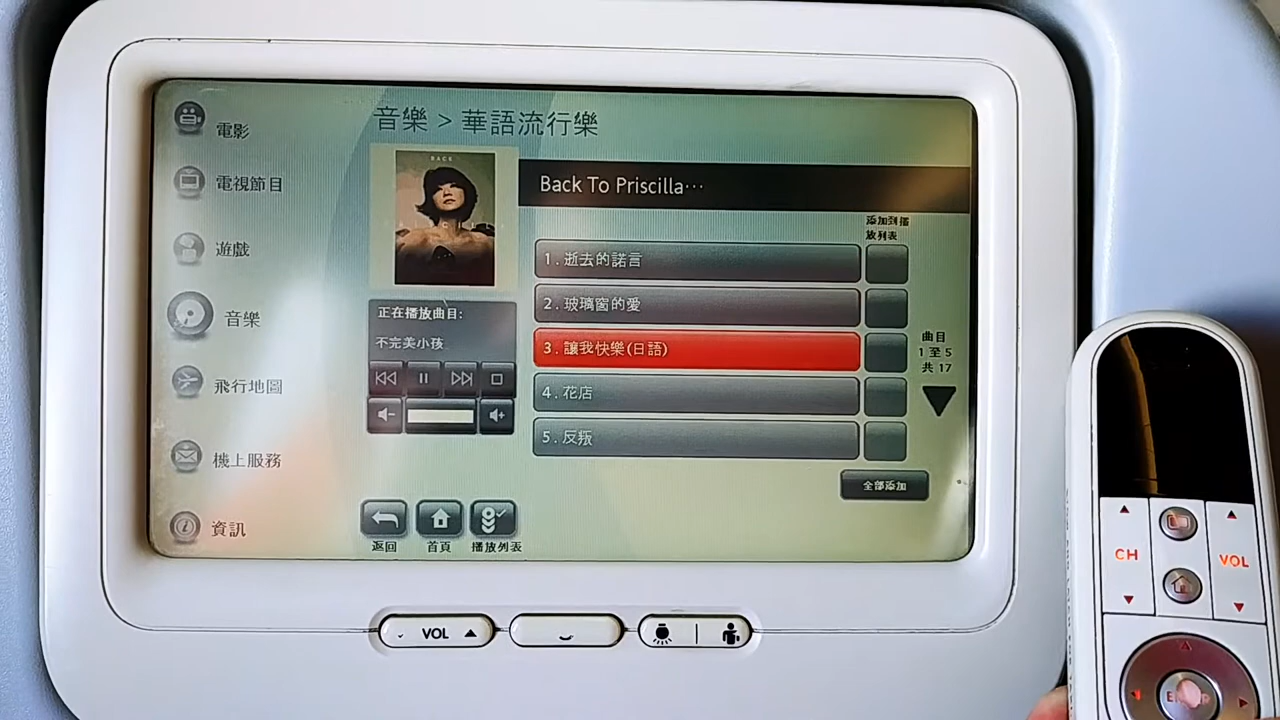 電影
電視節目
遊戲
音樂
飛行地圖
機上服務
資訊
音樂 > 華語流行樂
BACK
Back To Priscilla…
添加到播
放列表
1. 逝去的諾言
2. 玻璃窗的愛
3. 讓我快樂(日語)
4. 花店
5. 反叛
曲目
1 至 5
共 17
全部添加
正在播放曲目:
不完美小孩
返回
首頁
播放列表
VOL
CH
VOL